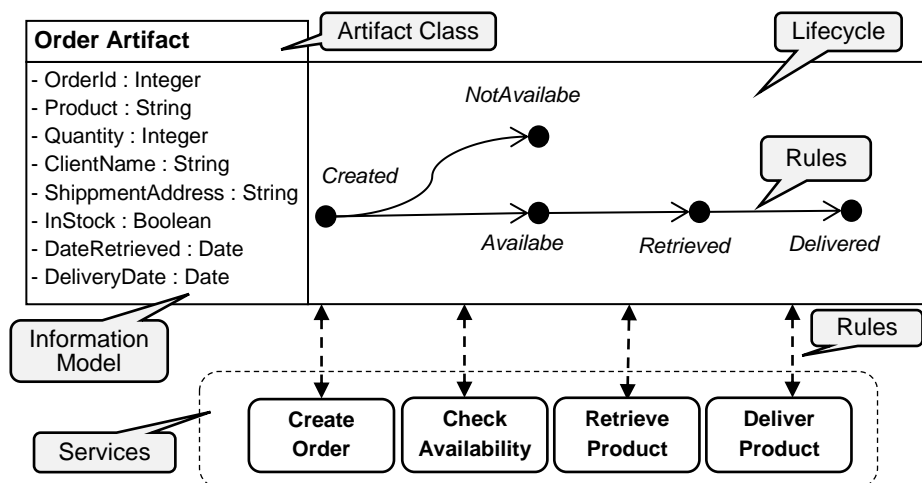 Order Artifact
Artifact Class
Lifecycle
- OrderId : Integer
- Product : String
- Quantity : Integer
- ClientName : String
- ShippmentAddress : String
- InStock : Boolean
- DateRetrieved : Date
- DeliveryDate : Date
NotAvailabe
Created
Rules
Availabe
Retrieved
Delivered
Information
Model
Rules
Services
Create
Order
Check
Availability
Retrieve
Product
Deliver
Product